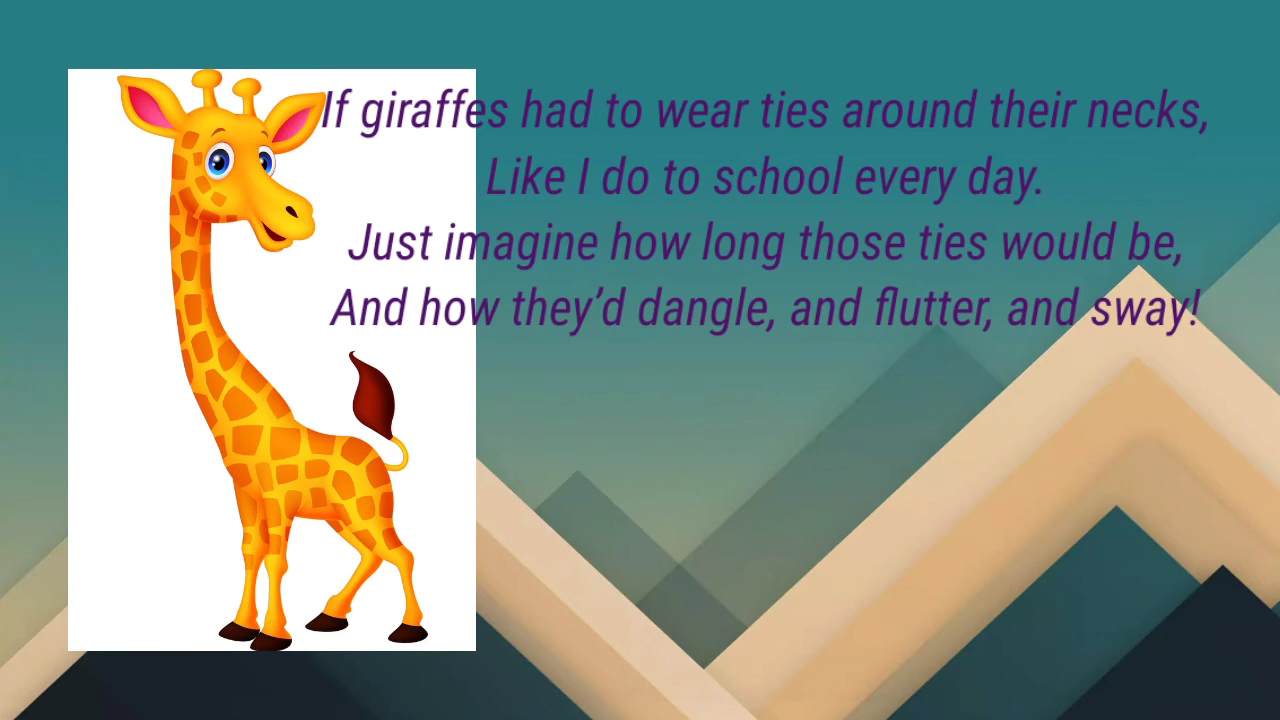 If giraffes had to wear ties around their necks,
Like I do to school every day.
Just imagine how long those ties would be,
And how they’d dangle, and flutter, and sway!